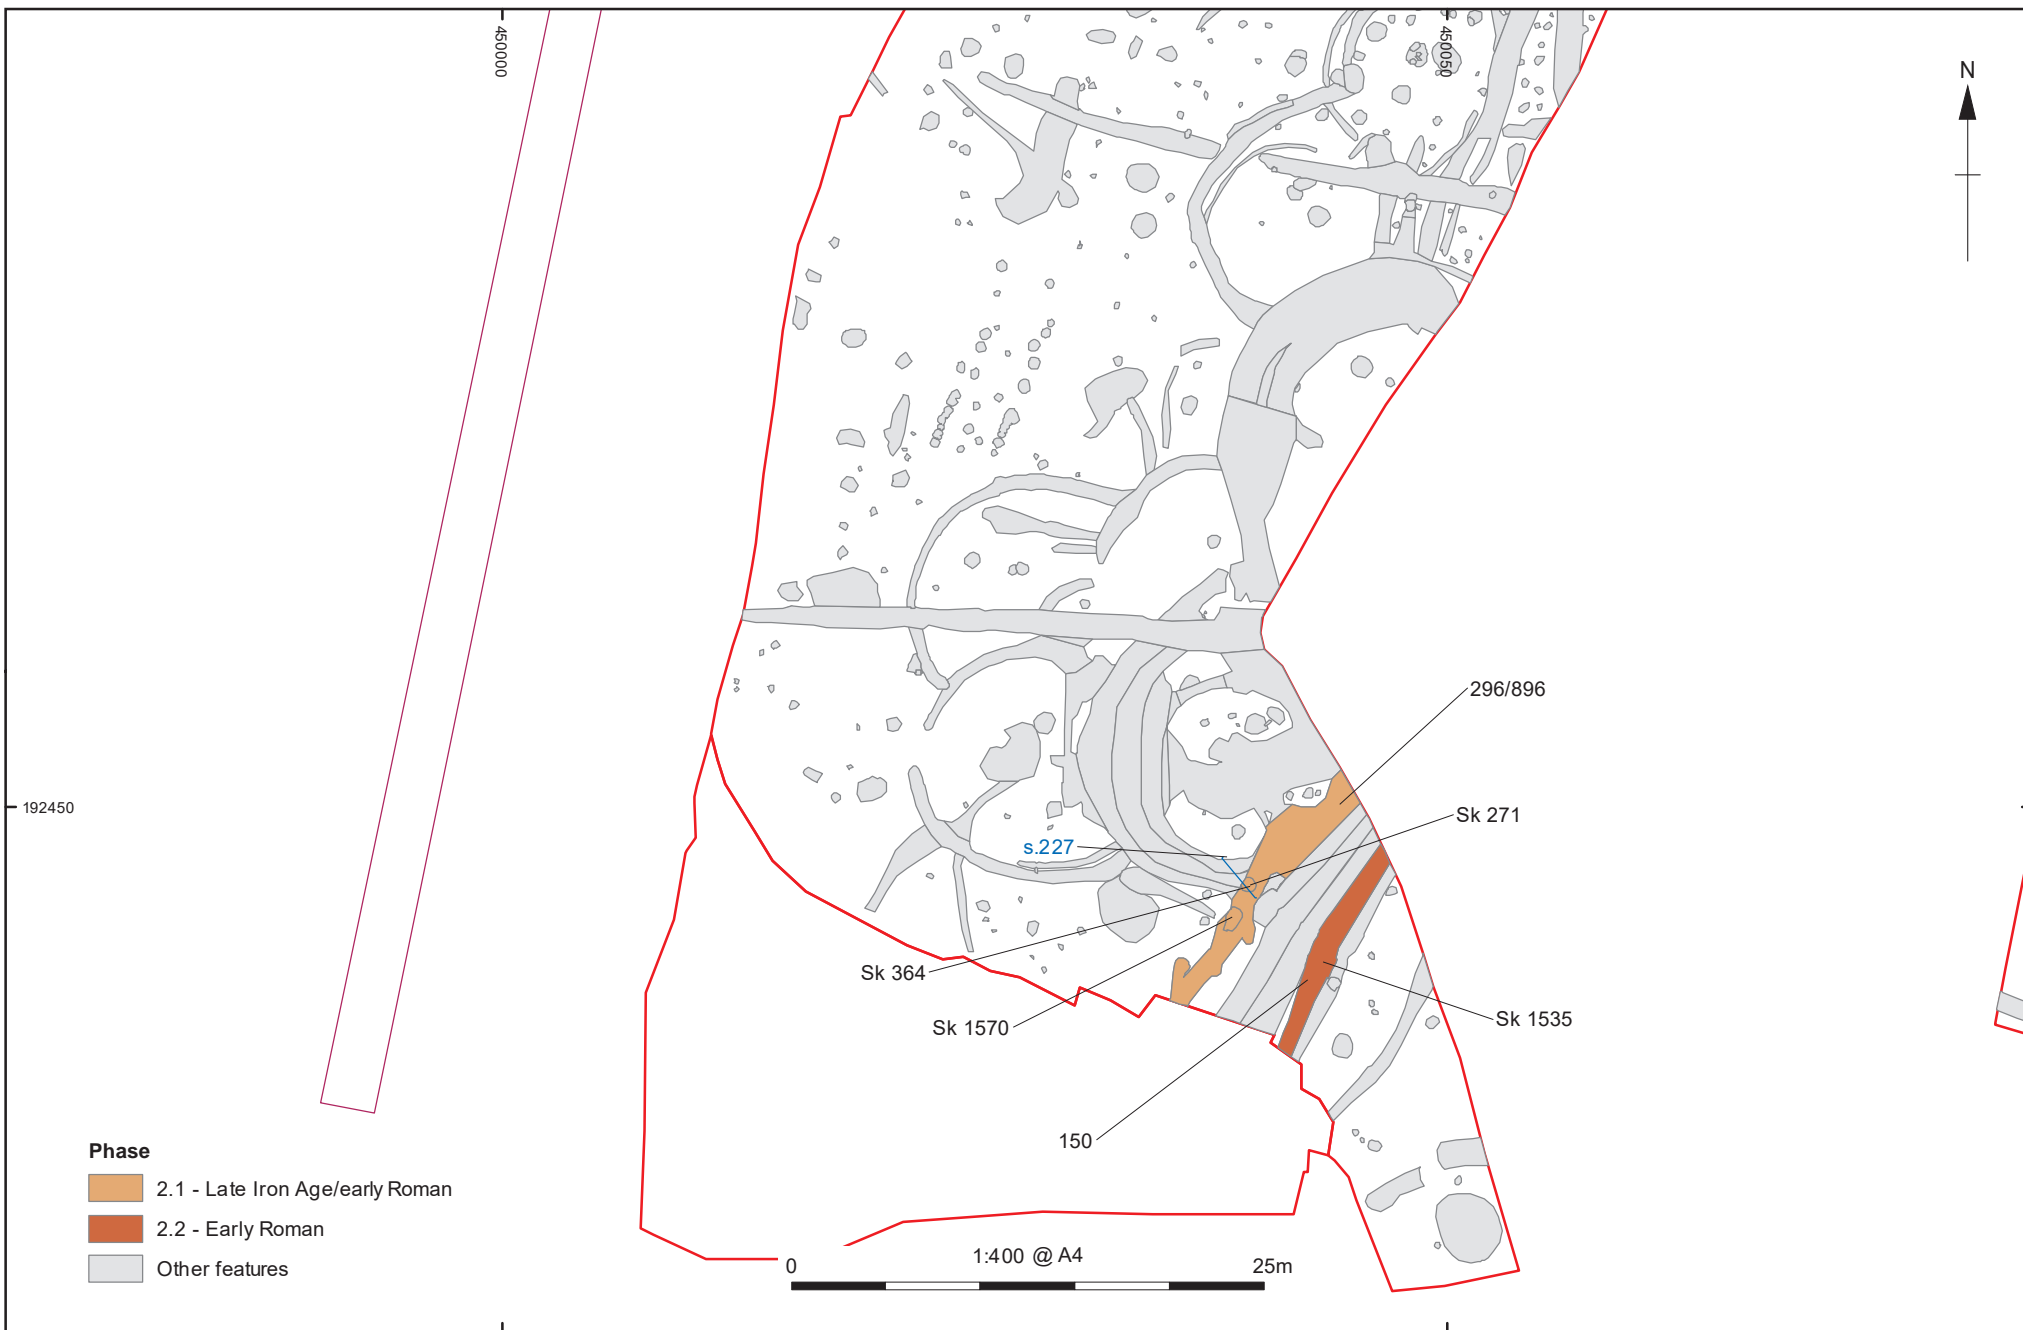 450000
450050
N
296/896
192450
Sk 271
s.227
Sk 364
Sk 1570
Sk 1535
150
Phase
2.1 - Late Iron Age/early Roman
2.2 - Early Roman
Other features
1:400 @ A4
0 25m